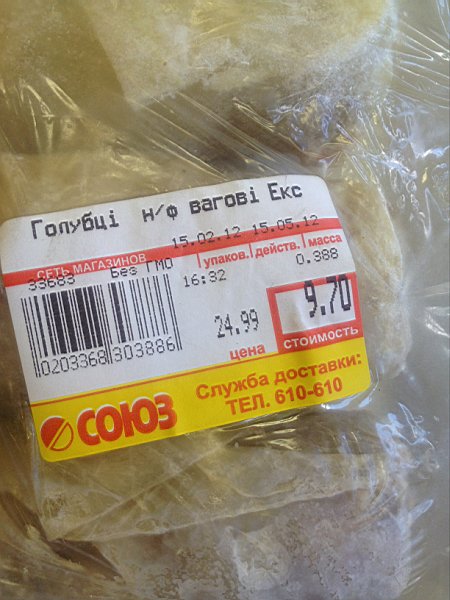 Голубці н/ф вагові Екс
15.02.12 15.05.12
СЕТЬ МАГАЗИНОВ упаков. действ. масса
33683 Без ГМО 16:32 0.388
24.99 9.70
цена СТОИМОСТЬ
0203368303886
СОЮЗ
Служба доставки:
ТЕЛ. 610-610